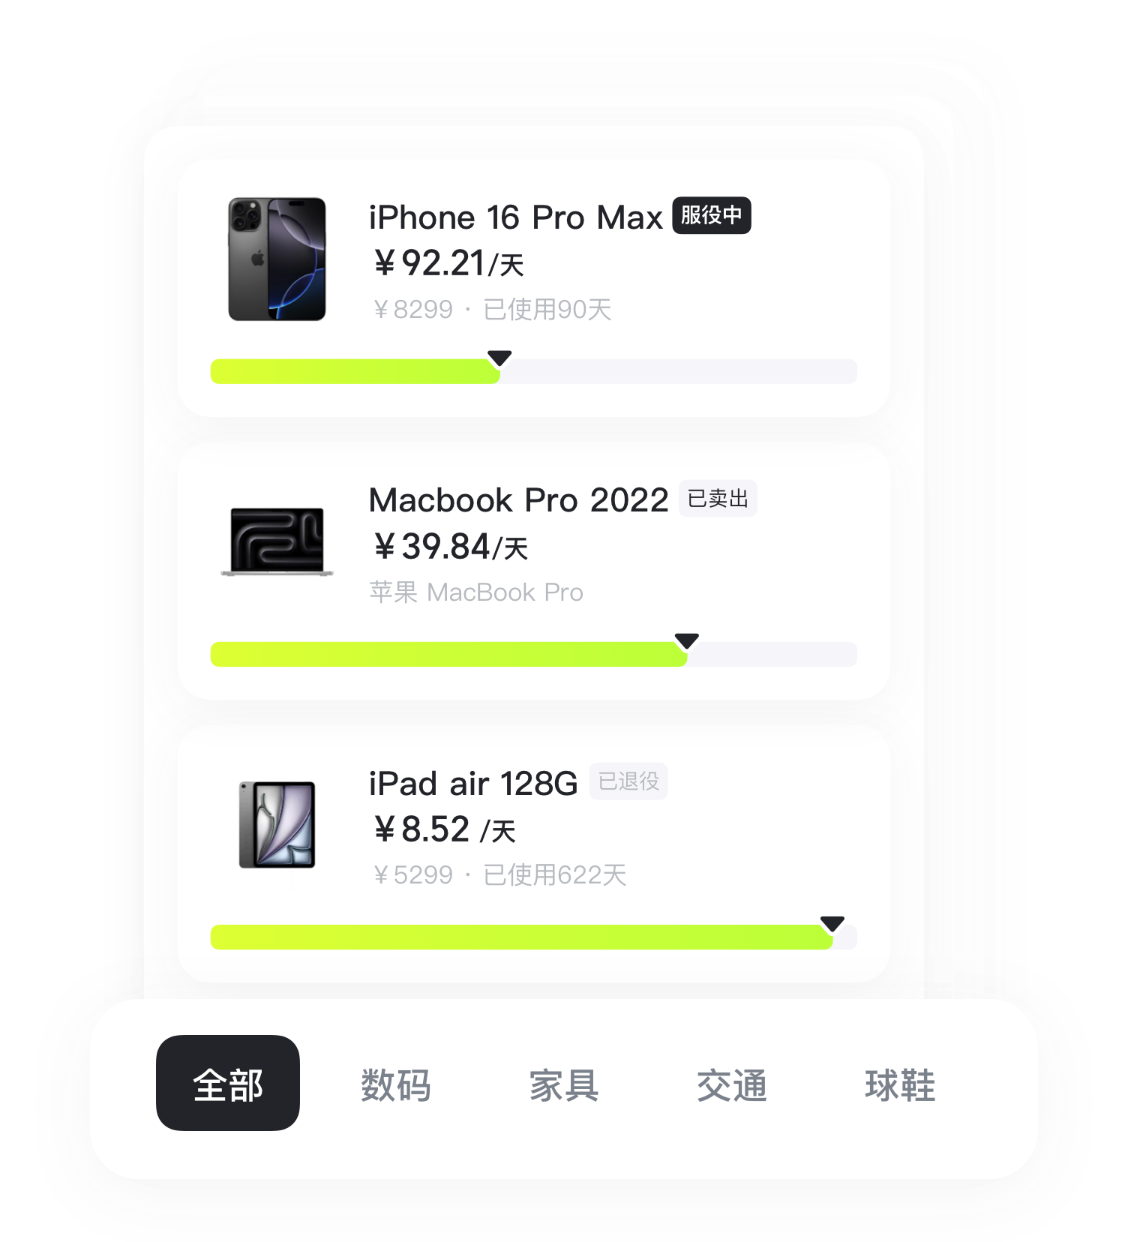 iPhone 16 Pro Max 服役中
￥92.21/天
￥8299 · 已使用90天
Macbook Pro 2022 已卖出
￥39.84/天
苹果 MacBook Pro
iPad air 128G 已退役
￥8.52 /天
￥5299 · 已使用622天
全部 数码 家具 交通 球鞋